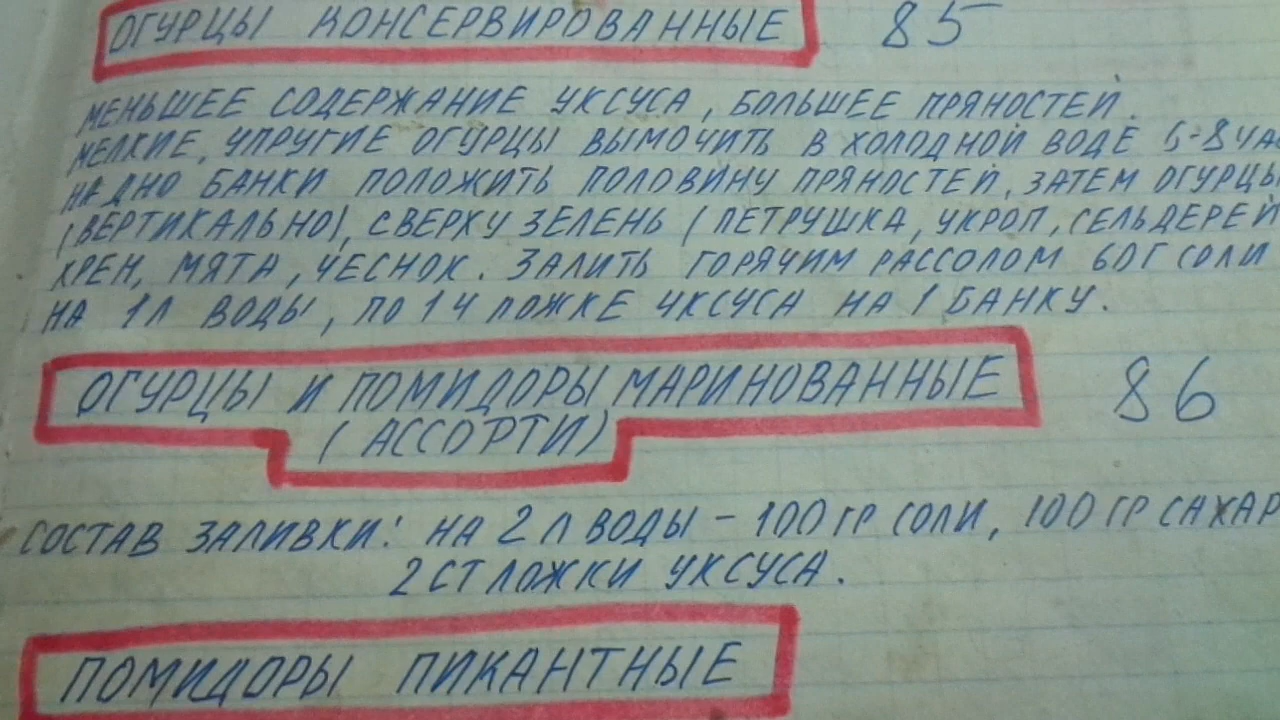 ОГУРЦЫ КОНСЕРВИРОВАННЫЕ 85
МЕНЬШЕЕ СОДЕРЖАНИЕ УКСУСА, БОЛЬШЕЕ ПРЯНОСТЕЙ.
МЕЛКИЕ, УПРУГИЕ ОГУРЦЫ ВЫМОЧИТЬ В ХОЛОДНОЙ ВОДЕ 6-8 ЧАС
НА ДНО БАНКИ ПОЛОЖИТЬ ПОЛОВИНУ ПРЯНОСТЕЙ, ЗАТЕМ ОГУРЦЫ
(ВЕРТИКАЛЬНО), СВЕРХУ ЗЕЛЕНЬ (ПЕТРУШКА, УКРОП, СЕЛЬДЕРЕЙ
ХРЕН, МЯТА, ЧЕСНОК. ЗАЛИТЬ ГОРЯЧИМ РАССОЛОМ 60Г СОЛИ
НА 1Л ВОДЫ, ПО 1 Ч ЛОЖКЕ УКСУСА НА 1 БАНКУ.
ОГУРЦЫ И ПОМИДОРЫ МАРИНОВАННЫЕ 86
(АССОРТИ)
СОСТАВ ЗАЛИВКИ: НА 2 Л ВОДЫ - 100 ГР СОЛИ, 100 ГР САХАР
2 СТ ЛОЖКИ УКСУСА.
ПОМИДОРЫ ПИКАНТНЫЕ